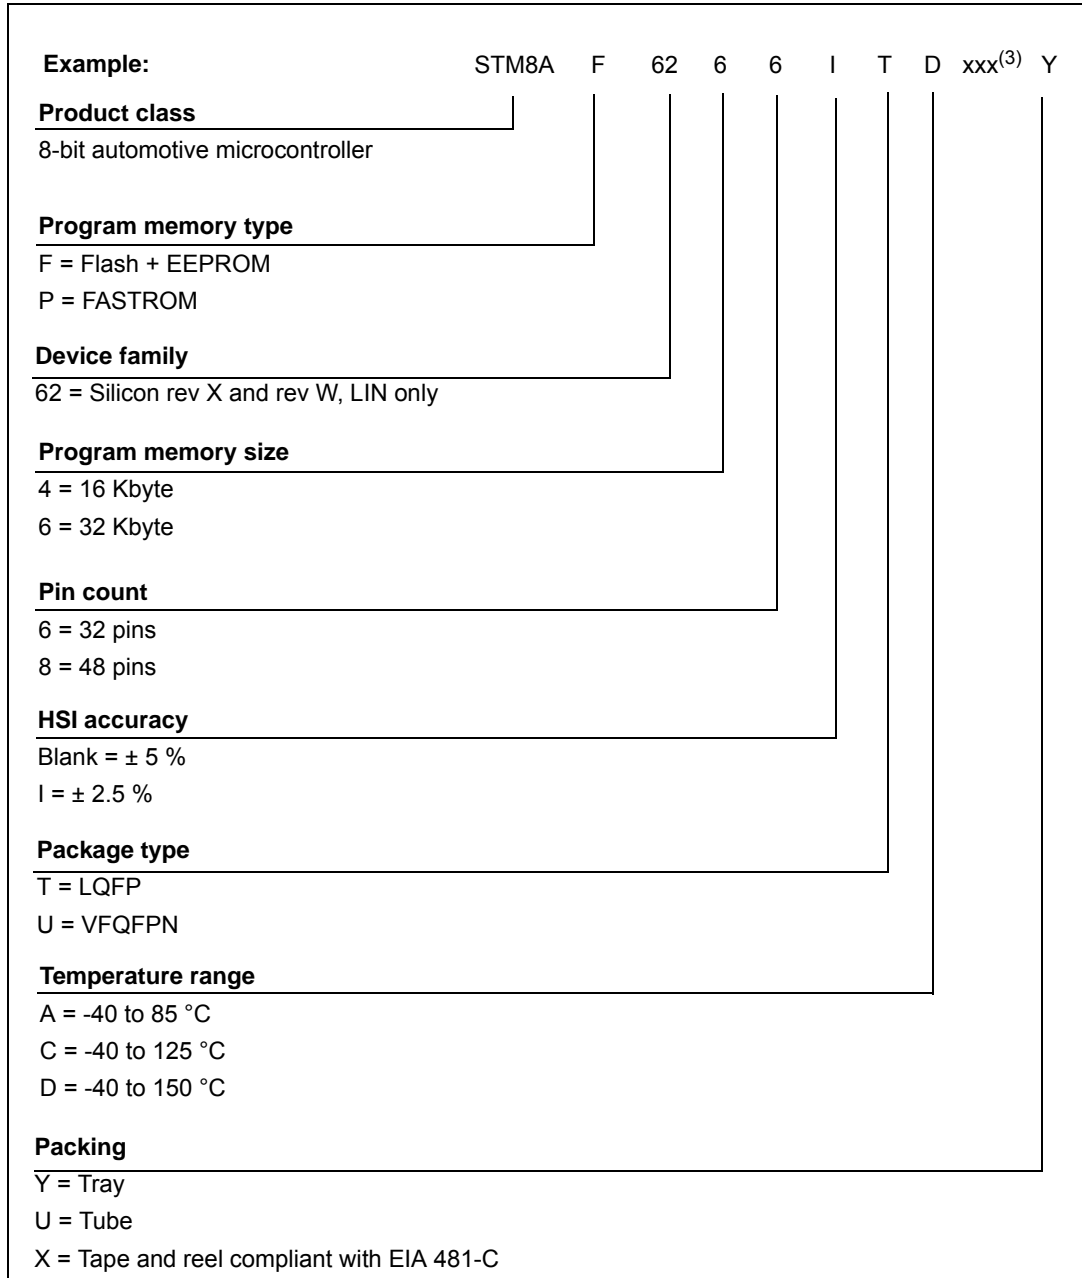 Example: STM8A F 62 6 6 I T D xxx(3) Y
Product class
8-bit automotive microcontroller
Program memory type
F = Flash + EEPROM
P = FASTROM
Device family
62 = Silicon rev X and rev W, LIN only
Program memory size
4 = 16 Kbyte
6 = 32 Kbyte
Pin count
6 = 32 pins
8 = 48 pins
HSI accuracy
Blank = ± 5 %
I = ± 2.5 %
Package type
T = LQFP
U = VFQFPN
Temperature range
A = -40 to 85 °C
C = -40 to 125 °C
D = -40 to 150 °C
Packing
Y = Tray
U = Tube
X = Tape and reel compliant with EIA 481-C